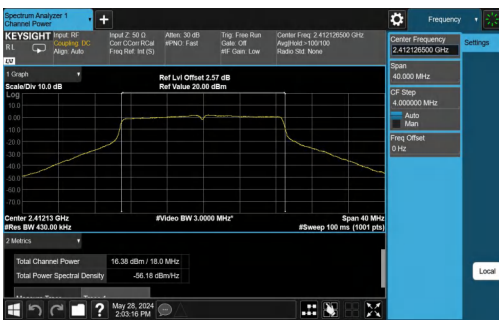 Spectrum Analyzer 1
Channel Power
+
Frequency
KEYSIGHT
R L
Input: RF
Coupling: DC
Align: Auto
Input Z: 50 Ω
Corr CCorr RCal
Freq Ref: Int (S)
Atten: 30 dB
#PNO: Fast
Trig: Free Run
Gate: Off
#IF Gain: Low
Center Freq: 2.412126500 GHz
Avg|Hold:>100/100
Radio Std: None
Center Frequency
2.412126500 GHz
Settings
Span
40.000 MHz
CF Step
4.000000 MHz
Auto
Man
Freq Offset
0 Hz
Local
1 Graph
Scale/Div 10.0 dB
Ref Lvl Offset 2.57 dB
Ref Value 20.00 dBm
Log
10.0
0.00
-10.0
-20.0
-30.0
-40.0
-50.0
-60.0
-70.0
Center 2.41213 GHz
#Res BW 430.00 kHz
#Video BW 3.0000 MHz*
Span 40 MHz
#Sweep 100 ms (1001 pts)
2 Metrics
Total Channel Power 16.38 dBm / 18.0 MHz
Total Power Spectral Density -56.18 dBm/Hz
?
May 28, 2024
2:03:16 PM